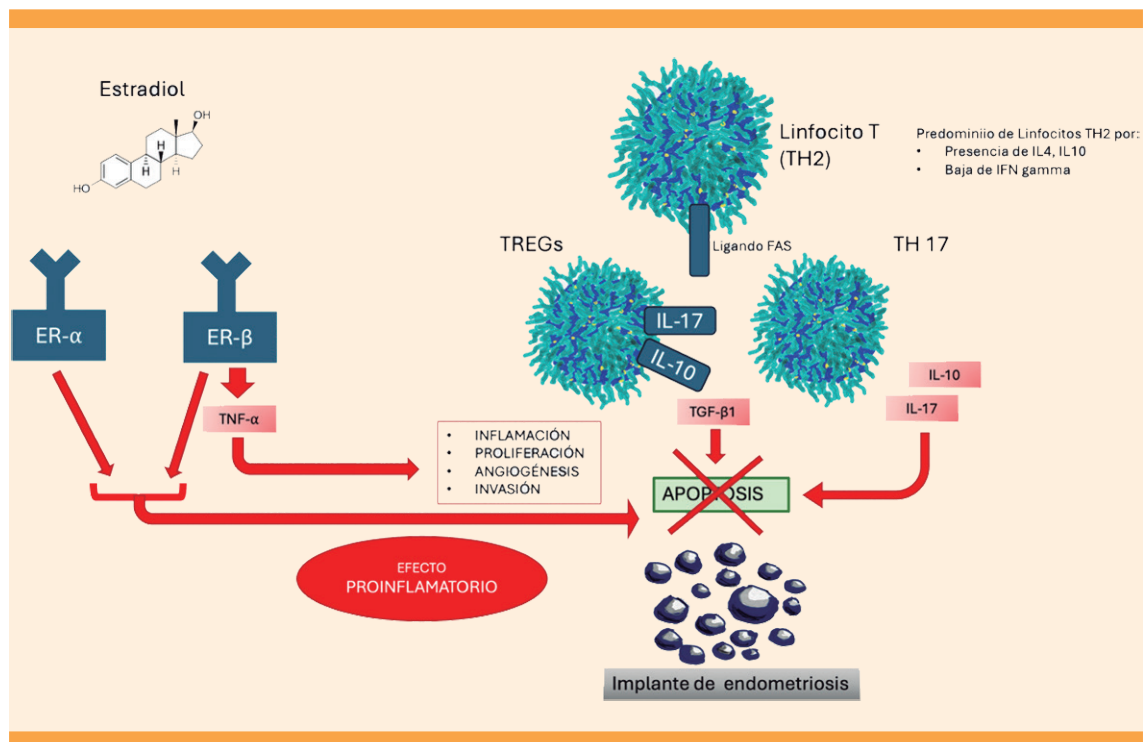 Estradiol
OH
H
H
H
HO
Linfocito T
(TH2)
Predominiio de Linfocitos TH2 por:
• Presencia de IL4, IL10
• Baja de IFN gamma
Ligando FAS
TREGs
TH 17
IL-17
IL-10
ER-α
ER-β
TNF-α
TGF-β1
IL-10
IL-17
• INFLAMACIÓN
• PROLIFERACIÓN
• ANGIOGÉNESIS
• INVASIÓN
APOPTOSIS
EFECTO
PROINFLAMATORIO
Implante de endometriosis